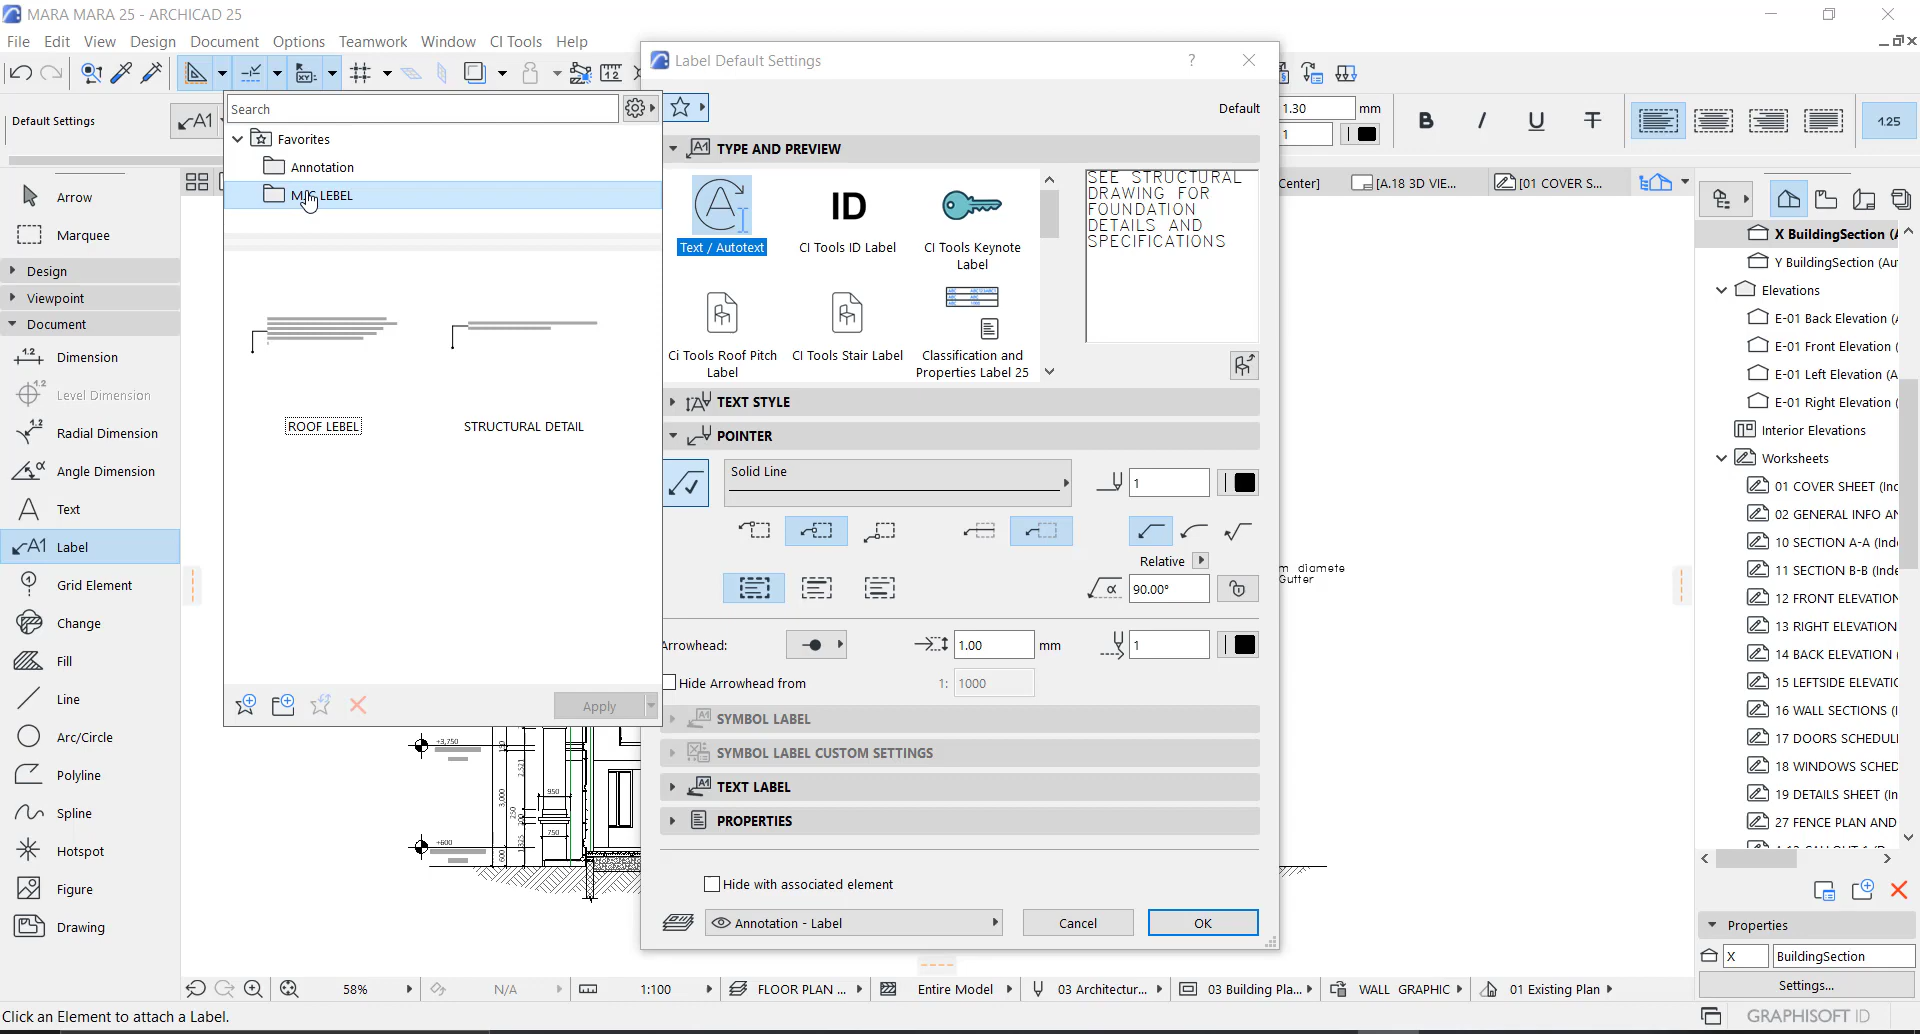 MARA MARA 25 - ARCHICAD 25
File Edit View Design Document Options Teamwork Window CI Tools Help
Label Default Settings
?
Default Settings
A1
Search
Default
1.30 mm
1
B I U T
1.25
Favorites
Annotation
LEBEL
TYPE AND PREVIEW
Text / Autotext
ID
CI Tools ID Label
CI Tools Keynote
Label
Ci Tools Roof Pitch
Label
CI Tools Stair Label
Classification and
Properties Label 25
SEE STRUCTURAL
DRAWING FOR
FOUNDATION
DETAILS AND
SPECIFICATIONS
ROOF LEBEL
STRUCTURAL DETAIL
TEXT STYLE
POINTER
Solid Line
1
Relative
α 90.00°
Arrowhead:
1.00 mm
1
Hide Arrowhead from 1: 1000
Apply
SYMBOL LABEL
SYMBOL LABEL CUSTOM SETTINGS
TEXT LABEL
PROPERTIES
Hide with associated element
Annotation - Label
Cancel
OK
Arrow
Marquee
Design
Viewpoint
Document
Dimension
Level Dimension
Radial Dimension
Angle Dimension
Text
Label
Grid Element
Change
Fill
Line
Arc/Circle
Polyline
Spline
Hotspot
Figure
Drawing
+3,750
3,000
950
750
+600
600
m diamete
Gutter
Center]
[A.18 3D VIE...
[01 COVER S...
X BuildingSection (A
Y BuildingSection (Au
Elevations
E-01 Back Elevation (A
E-01 Front Elevation (
E-01 Left Elevation (A
E-01 Right Elevation (
Interior Elevations
Worksheets
01 COVER SHEET (Ind
02 GENERAL INFO AN
10 SECTION A-A (Ind
11 SECTION B-B (Inde
12 FRONT ELEVATION
13 RIGHT ELEVATION
14 BACK ELEVATION (
15 LEFTSIDE ELEVATIO
16 WALL SECTIONS (I
17 DOORS SCHEDUL
18 WINDOWS SCHED
19 DETAILS SHEET (In
27 FENCE PLAN AND
Properties
X BuildingSection
Settings...
58%
N/A
1:100
FLOOR PLAN ...
Entire Model
03 Architectur...
03 Building Pla...
WALL GRAPHIC
01 Existing Plan
Click an Element to attach a Label.
GRAPHISOFT ID